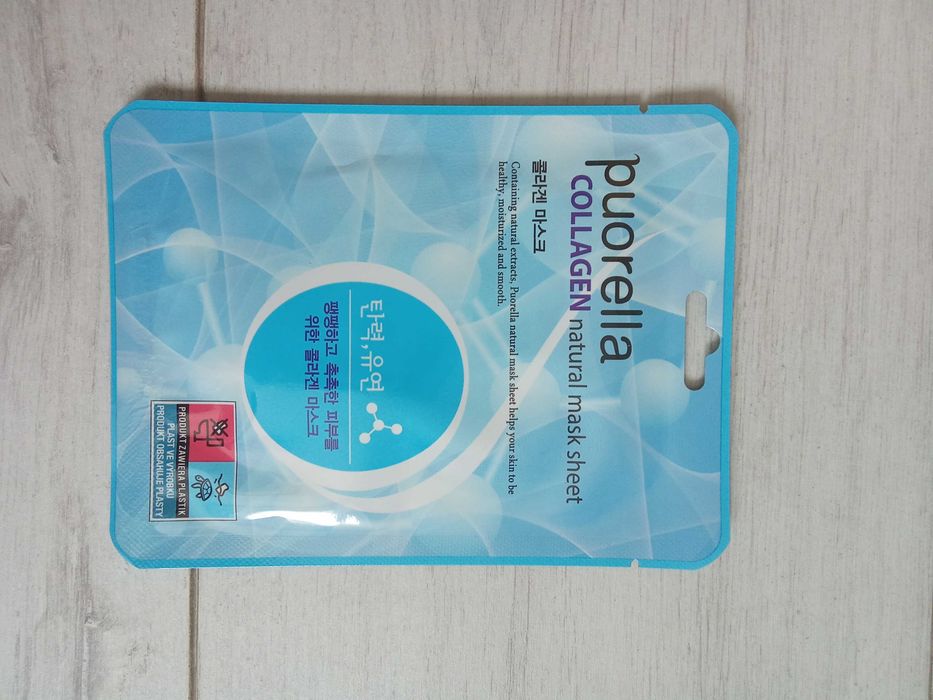 puorella
COLLAGEN natural mask sheet
콜라겐 마스크
Containing natural extracts, Puorella natural mask sheet helps your skin to be
healthy, moisturized and smooth.
탄력,유연
팽팽하고 촉촉한 피부를
위한 콜라겐 마스크
PRODUKT ZAWIERA PLASTIK
PLAST VE VÝROBKU
PRODUKT OBSAHUJE PLASTY